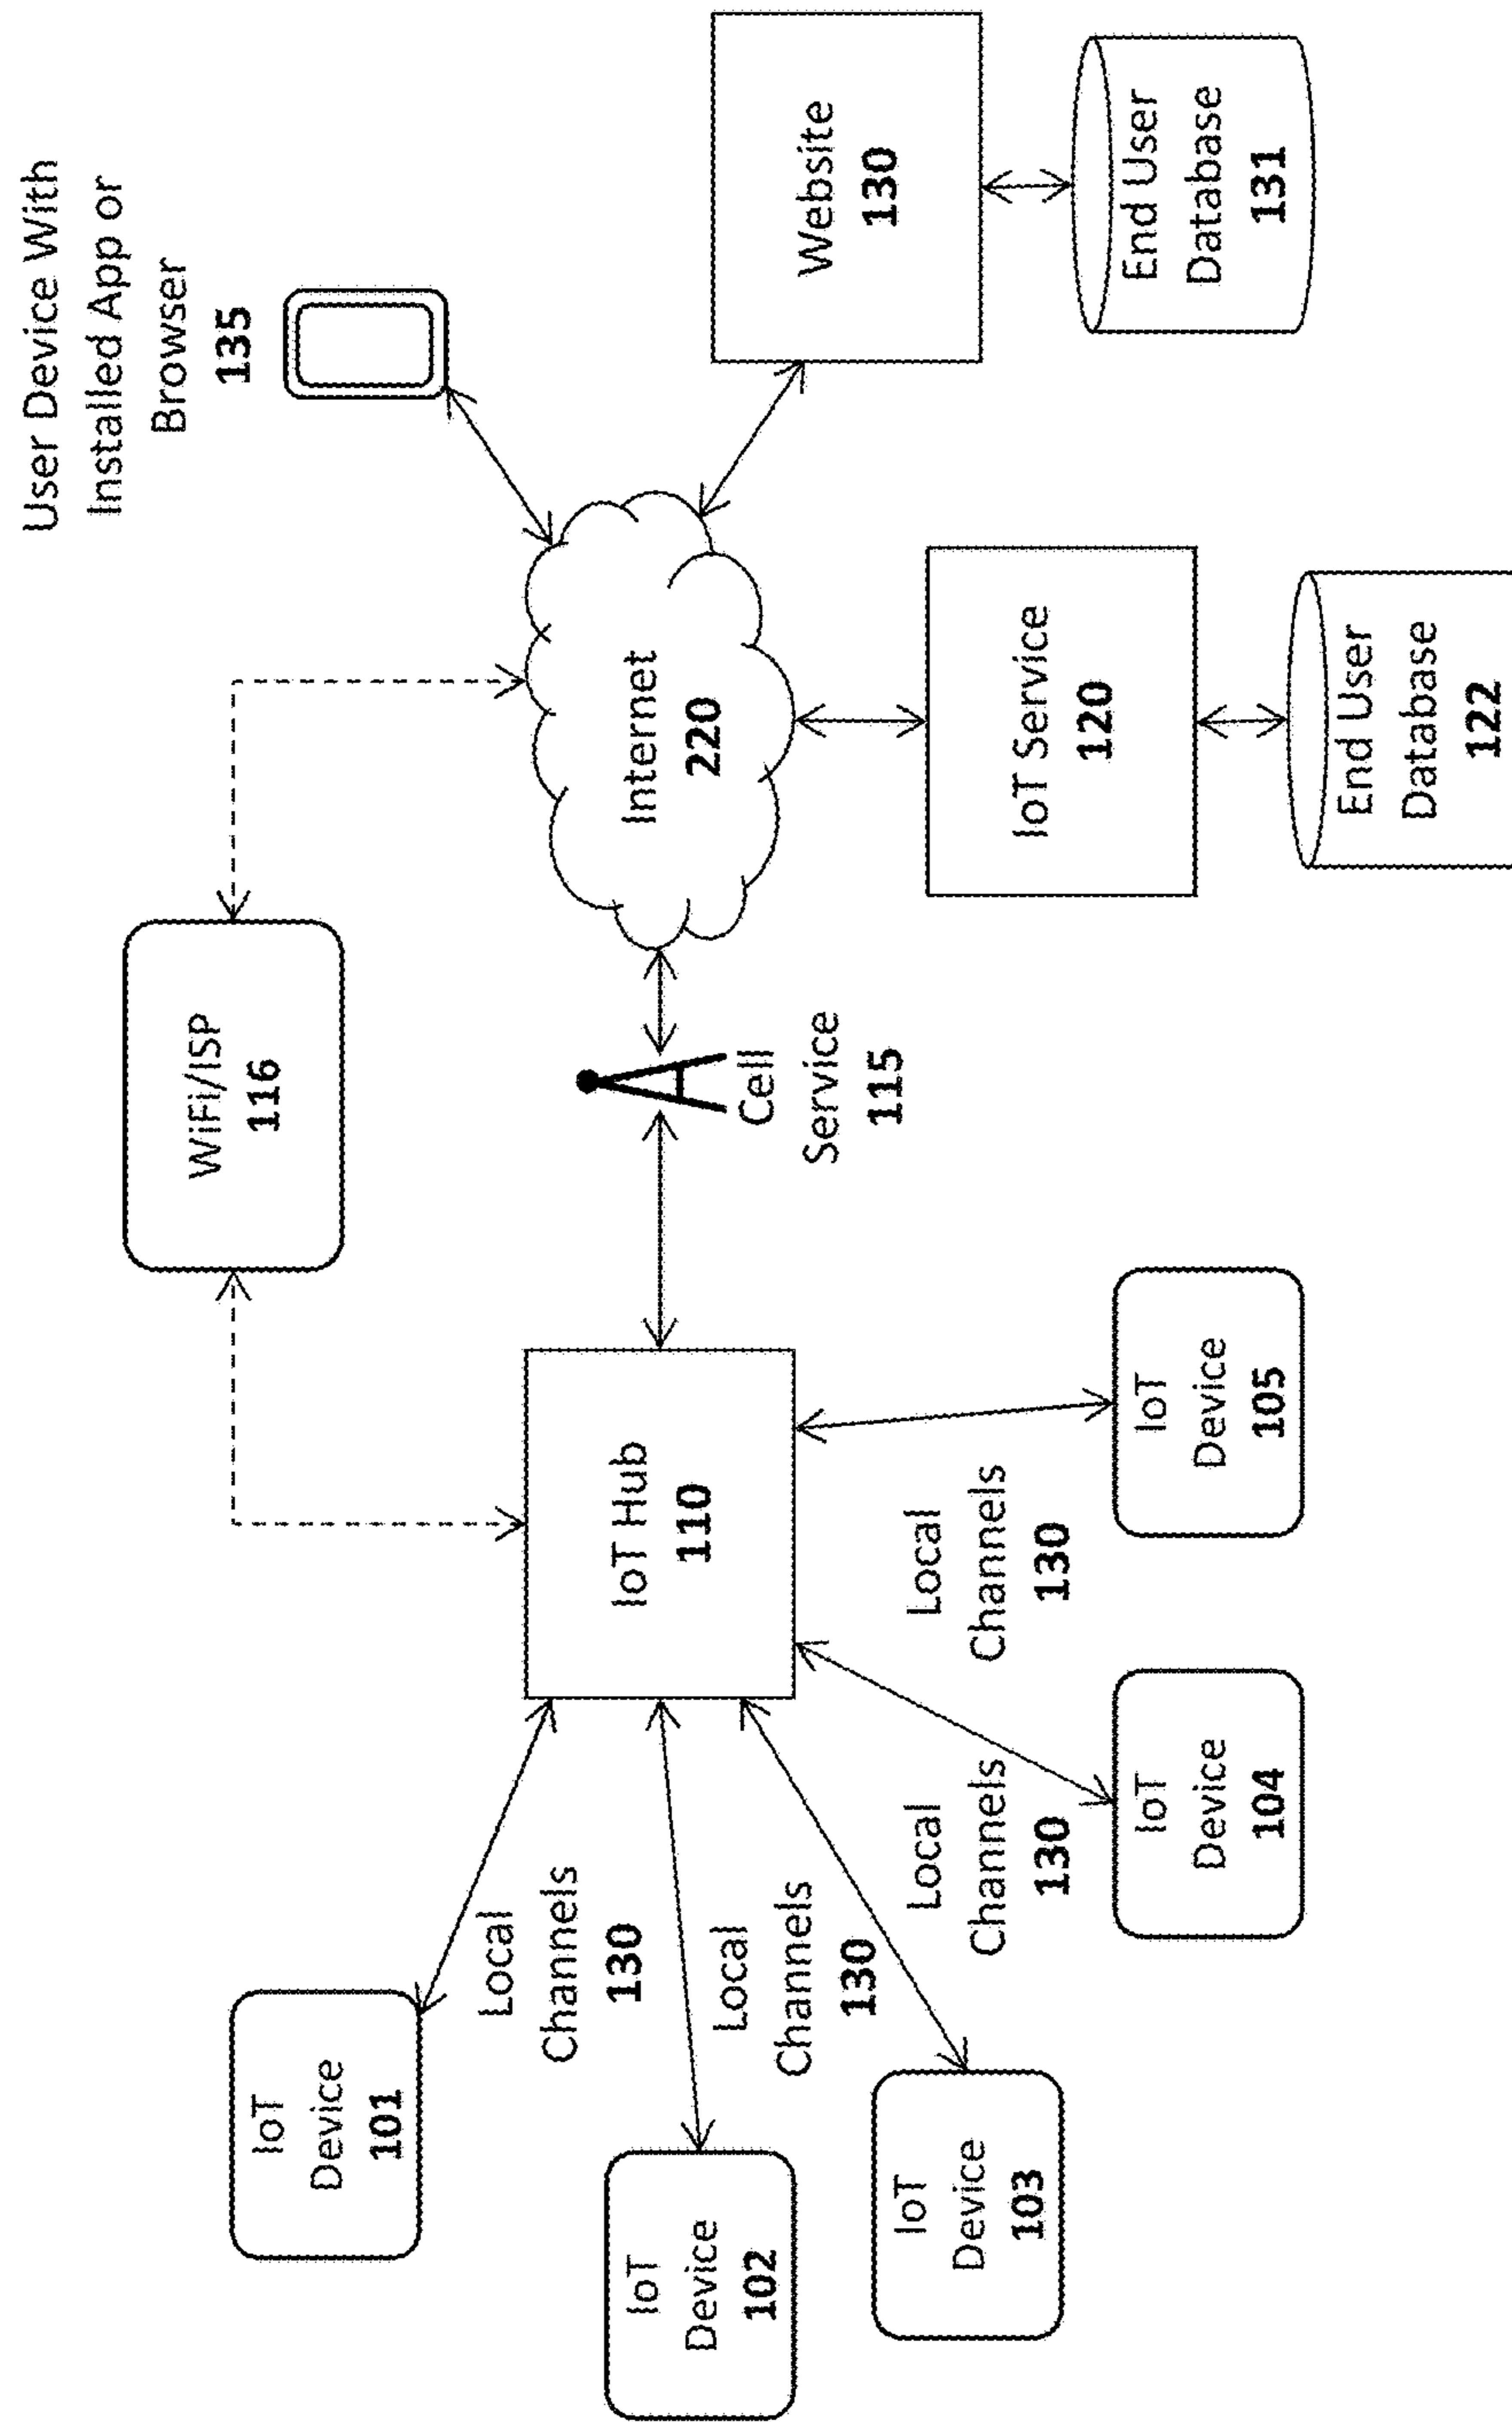 User Device With
Installed App or
Browser
135
WiFi/ISP
116
IoT
Device
101
Local
Channels
130
IoT
Device
102
Local
Channels
130
IoT
Device
103
IoT Hub
110
Cell
Service
115
Internet
220
Website
130
End User
Database
131
Local
Channels
130
IoT
Device
104
Local
Channels
130
IoT
Device
105
IoT Service
120
End User
Database
122